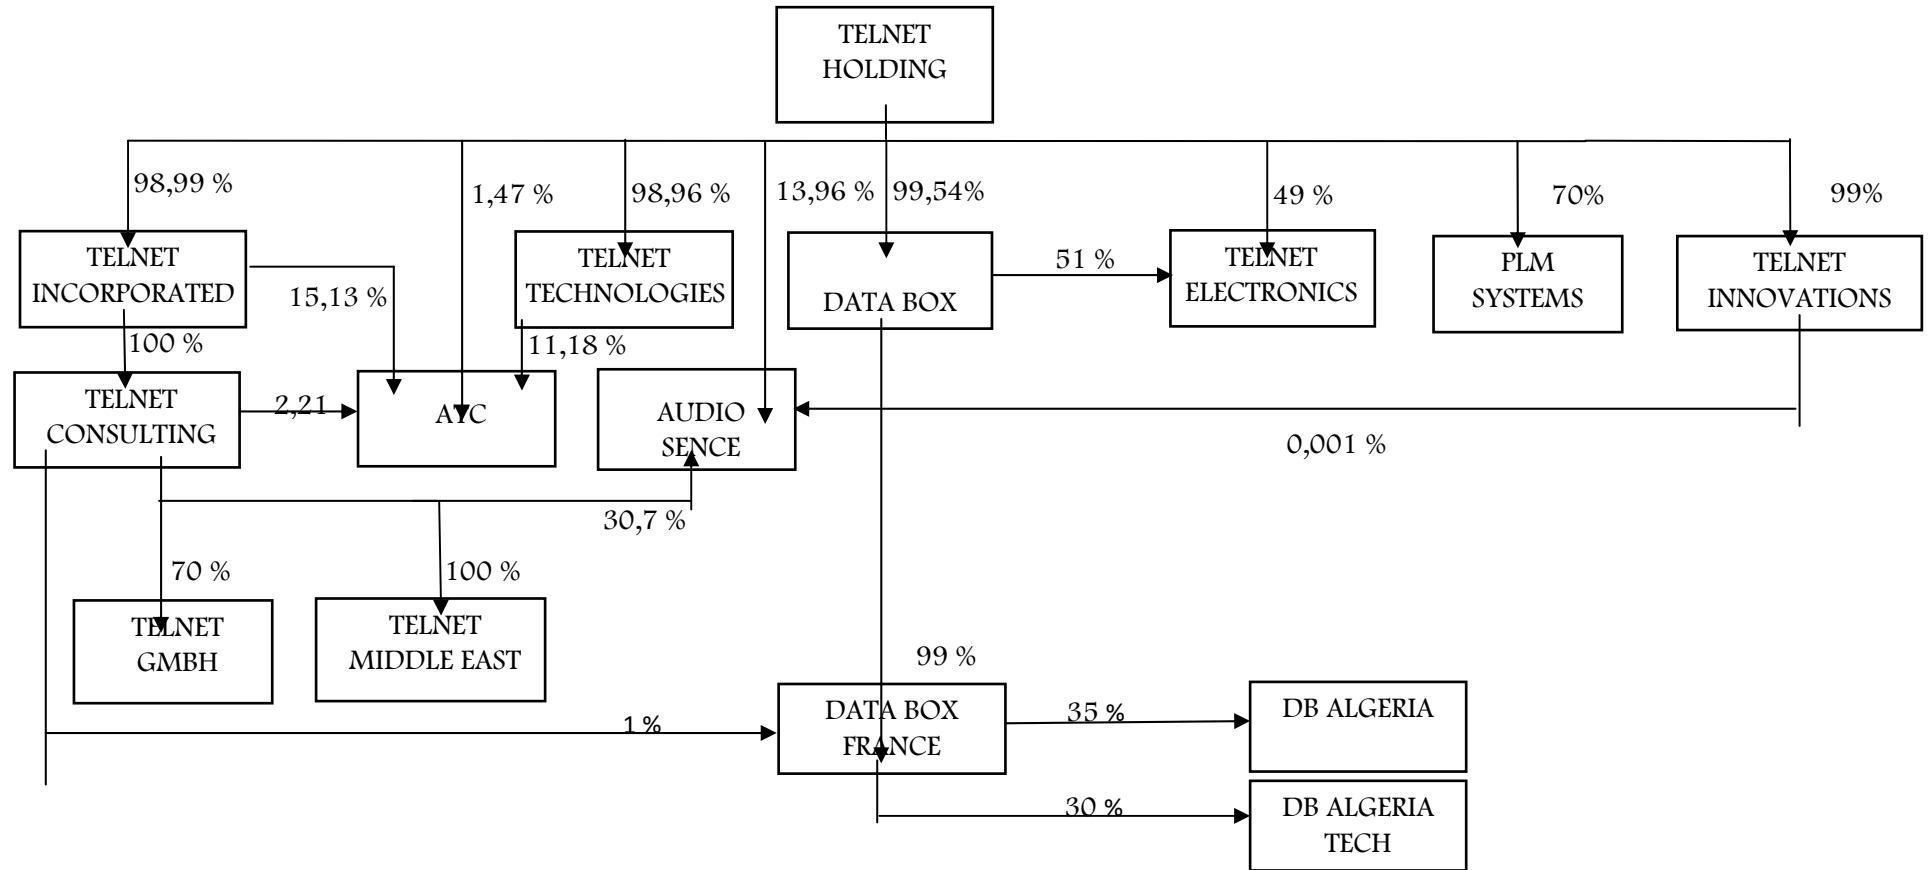 TELNET
HOLDING
98,99 %
1,47 %
98,96 %
13,96 %
99,54%
49 %
70%
99%
TELNET
INCORPORATED
TELNET
TECHNOLOGIES
DATA BOX
TELNET
ELECTRONICS
PLM
SYSTEMS
TELNET
INNOVATIONS
15,13 %
51 %
100 %
11,18 %
TELNET
CONSULTING
2,21
AYC
AUDIO
SENCE
0,001 %
30,7 %
70 %
100 %
TELNET
GMBH
TELNET
MIDDLE EAST
99 %
1 %
DATA BOX
FRANCE
35 %
DB ALGERIA
30 %
DB ALGERIA
TECH